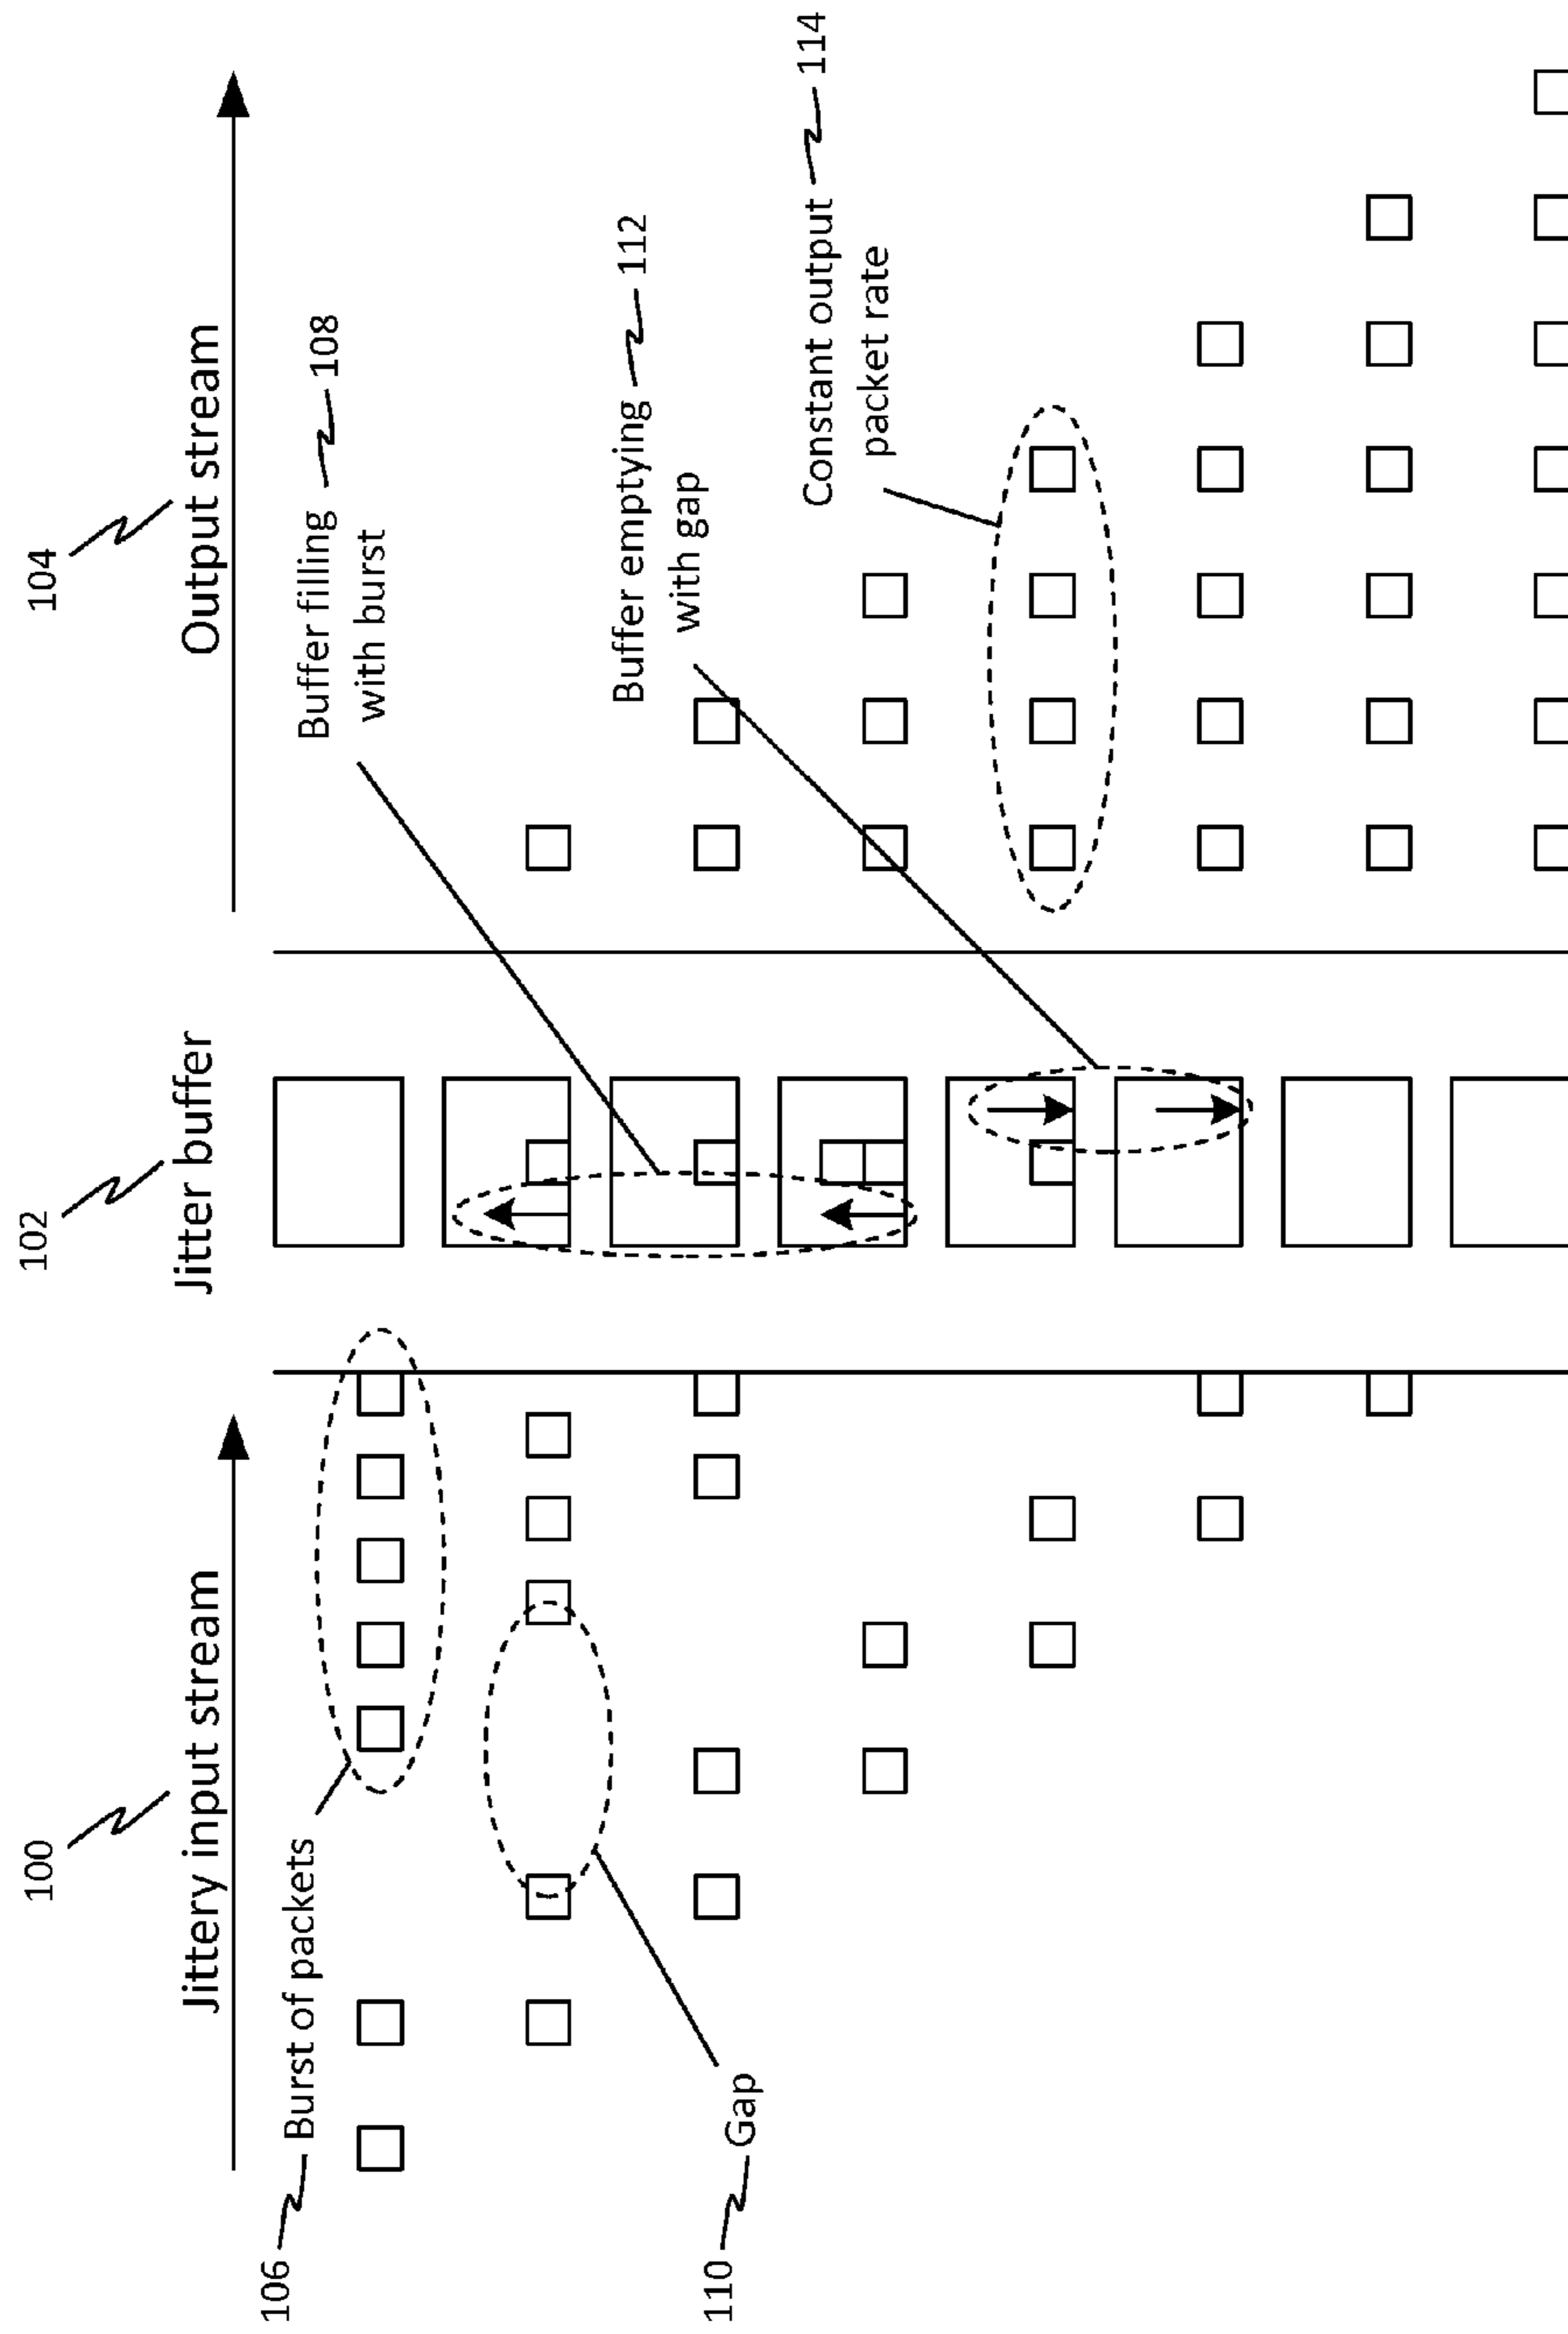 100
102
104
Jittery input stream
Jitter buffer
Output stream
106
Burst of packets
Buffer filling
with burst
108
Buffer emptying
with gap
112
110
Gap
Constant output
packet rate
114